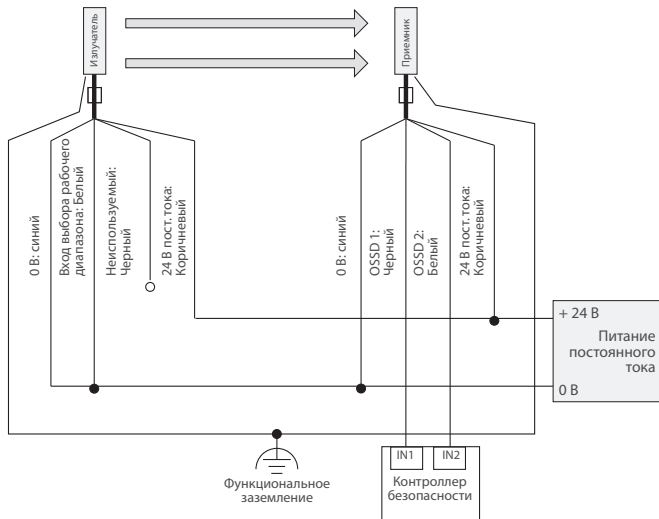 Излучатель
Приемник
0 В: синий
Вход выбора рабочего
диапазона: Белый
Неиспользуемый:
Черный
24 В пост. тока:
Коричневый
0 В: синий
OSSD 1:
Черный
OSSD 2:
Белый
24 В пост. тока:
Коричневый
+ 24 В
Питание
постоянного
тока
0 В
IN1
IN2
Контроллер
безопасности
Функциональное
заземление